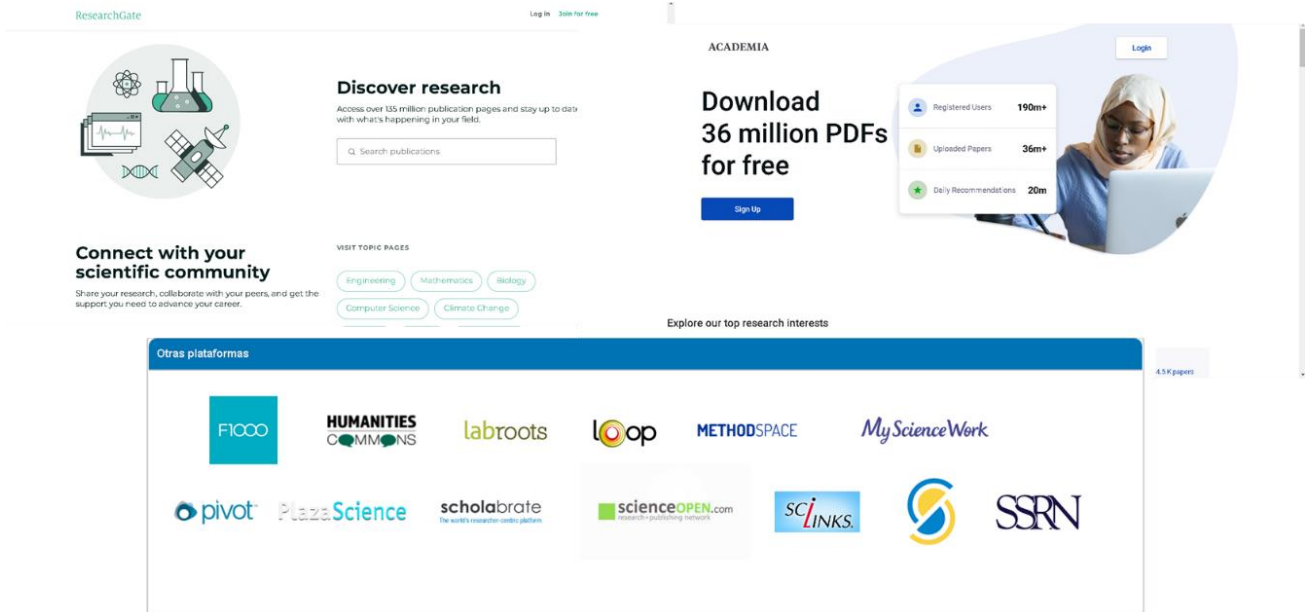 ResearchGate
Log in Join for free
Discover research
Access over 135 million publication pages and stay up to date
with what's happening in your field.
Search publications
Connect with your
scientific community
Share your research, collaborate with your peers, and get the
support you need to advance your career.
VISIT TOPIC PAGES
Engineering Mathematics Biology
Computer Science Climate Change
ACADEMIA
Login
Download
36 million PDFs
for free
Sign Up
Registered Users 190m+
Uploaded Papers 36m+
Daily Recommendations 20m
Explore our top research interests
4.5 K papers
Otras plataformas
F1000
HUMANITIES
COMMONS
labroots
loop
METHODSPACE
MyScienceWork
pivot
PlazaScience
scholabrate
The world's researcher-centric platform
scienceOPEN.com
research+publishing network
SCiLINKS.
SSRN